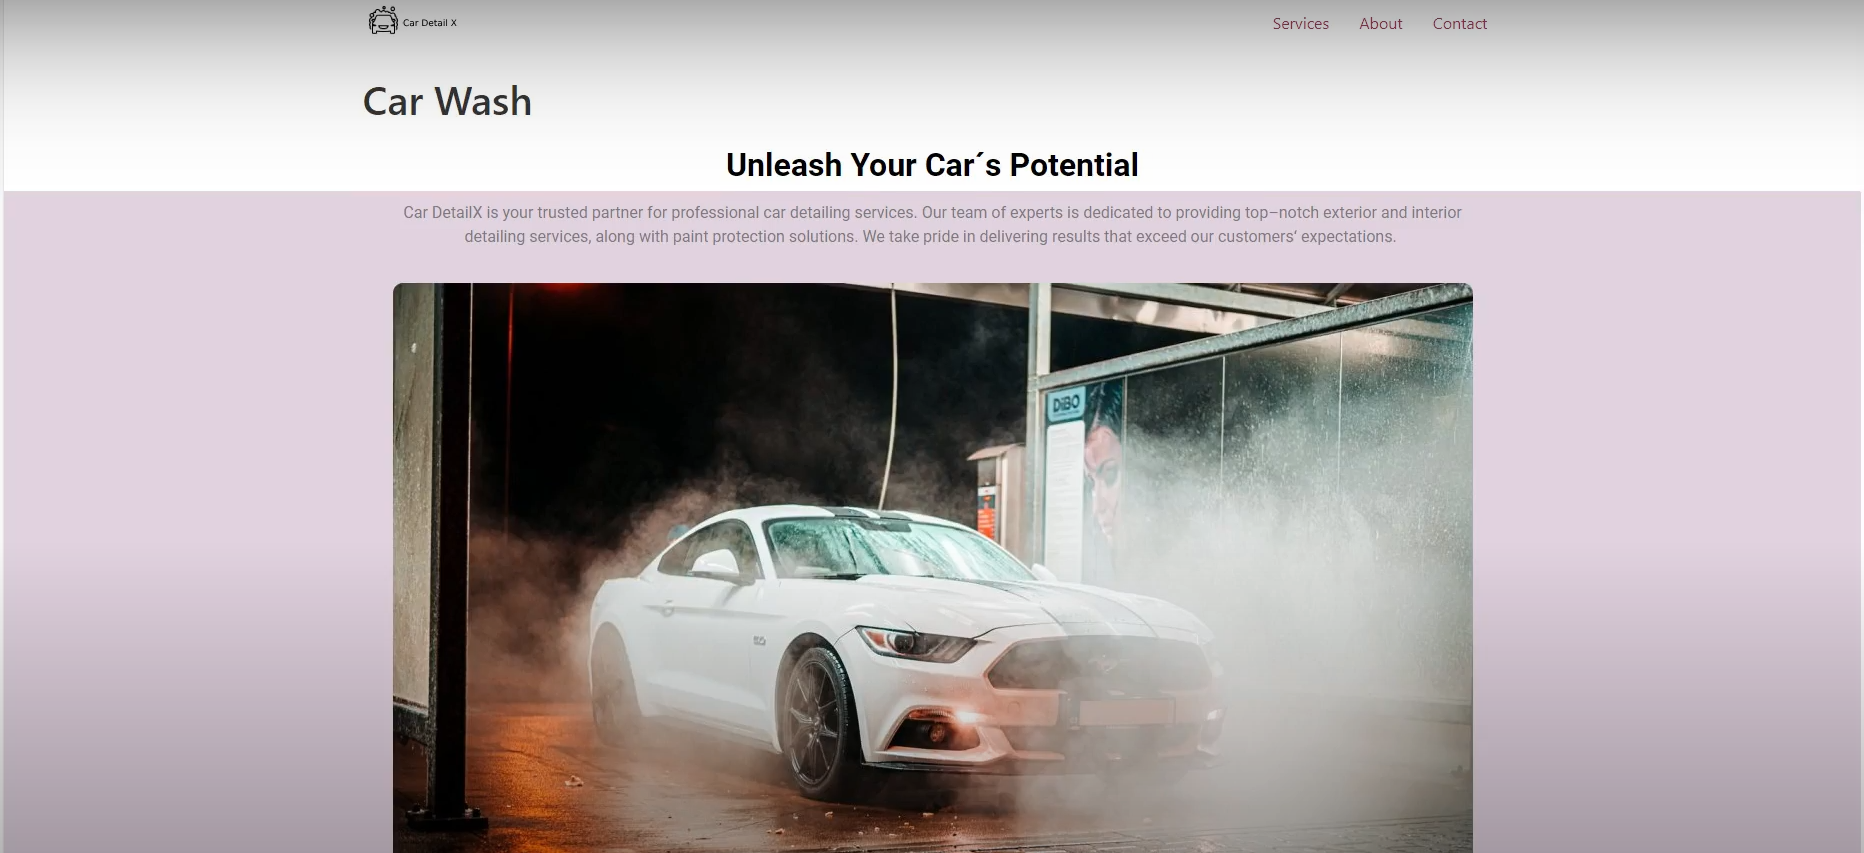 Car Detail X
Services About Contact
Car Wash
Unleash Your Car´s Potential
Car DetailX is your trusted partner for professional car detailing services. Our team of experts is dedicated to providing top–notch exterior and interior
detailing services, along with paint protection solutions. We take pride in delivering results that exceed our customers‘ expectations.
DiBO